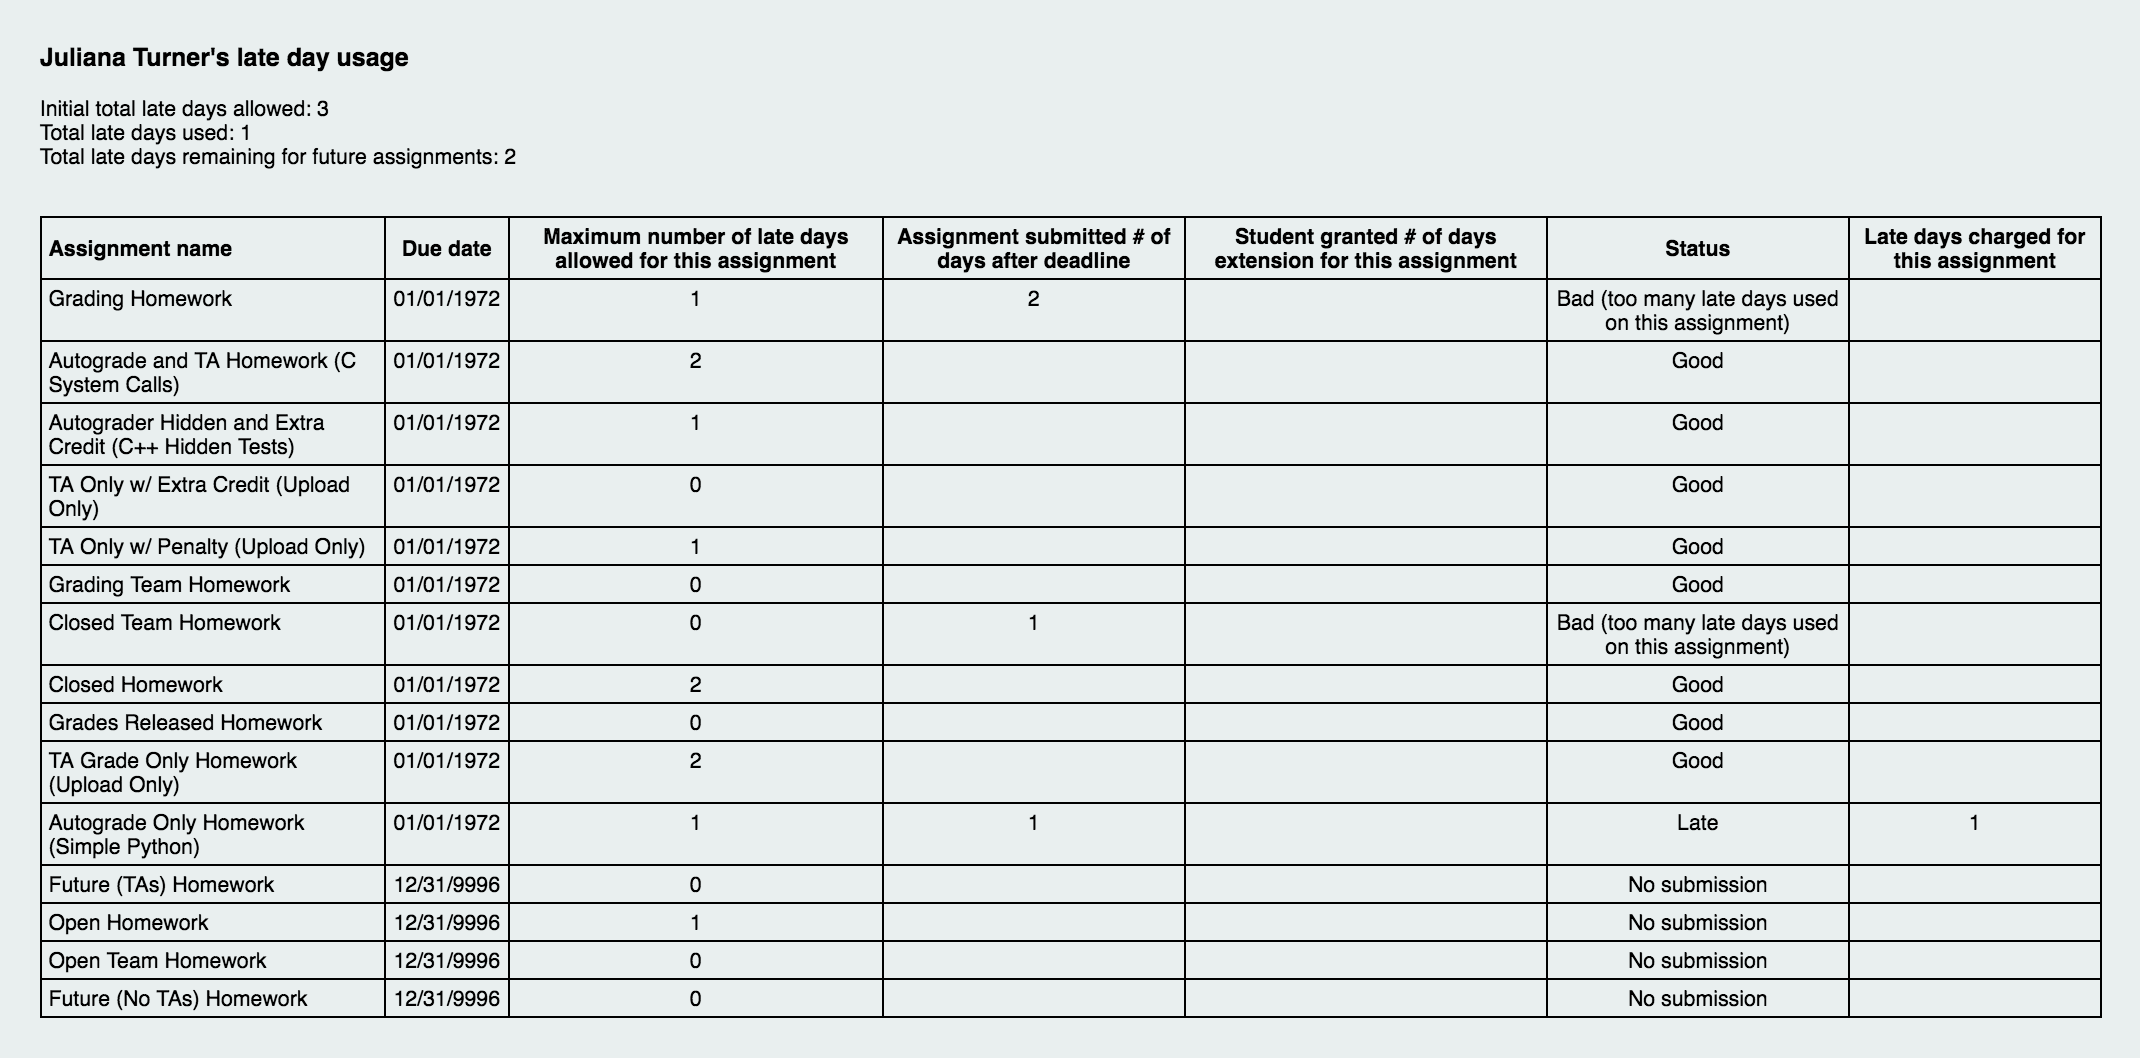 Juliana Turner's late day usage
Initial total late days allowed: 3
Total late days used: 1
Total late days remaining for future assignments: 2
Assignment name Due date Maximum number of late days allowed for this assignment Assignment submitted # of days after deadline Student granted # of days extension for this assignment Status Late days charged for this assignment
Grading Homework 01/01/1972 1 2 Bad (too many late days used on this assignment)
Autograde and TA Homework (C System Calls) 01/01/1972 2 Good
Autograder Hidden and Extra Credit (C++ Hidden Tests) 01/01/1972 1 Good
TA Only w/ Extra Credit (Upload Only) 01/01/1972 0 Good
TA Only w/ Penalty (Upload Only) 01/01/1972 1 Good
Grading Team Homework 01/01/1972 0 Good
Closed Team Homework 01/01/1972 0 1 Bad (too many late days used on this assignment)
Closed Homework 01/01/1972 2 Good
Grades Released Homework 01/01/1972 0 Good
TA Grade Only Homework (Upload Only) 01/01/1972 2 Good
Autograde Only Homework (Simple Python) 01/01/1972 1 1 Late 1
Future (TAs) Homework 12/31/9996 0 No submission
Open Homework 12/31/9996 1 No submission
Open Team Homework 12/31/9996 0 No submission
Future (No TAs) Homework 12/31/9996 0 No submission